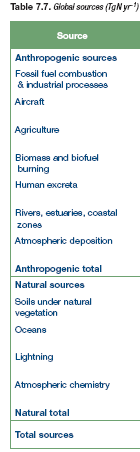 Table 7.7. Global sources (TgN yr⁻¹)
Source
Anthropogenic sources
Fossil fuel combustion
& industrial processes
Aircraft
Agriculture
Biomass and biofuel
burning
Human excreta
Rivers, estuaries, coastal
zones
Atmospheric deposition
Anthropogenic total
Natural sources
Soils under natural
vegetation
Oceans
Lightning
Atmospheric chemistry
Natural total
Total sources